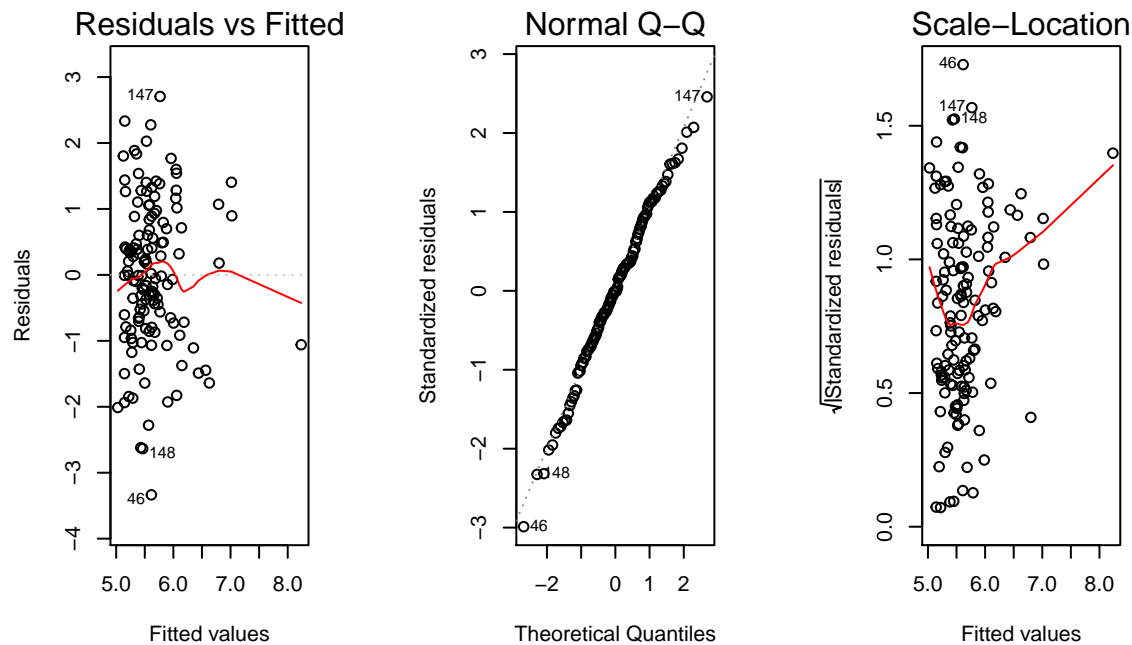 Residuals vs Fitted
3
2
1
0
−1
−2
−3
−4
Residuals
147
148
46
5.0 6.0 7.0 8.0
Fitted values
Normal Q−Q
3
2
1
0
−1
−2
−3
Standardized residuals
147
148
46
−2 0 1 2
Theoretical Quantiles
Scale−Location
1.5
1.0
0.5
0.0
√|Standardized residuals|
46
147
148
5.0 6.0 7.0 8.0
Fitted values